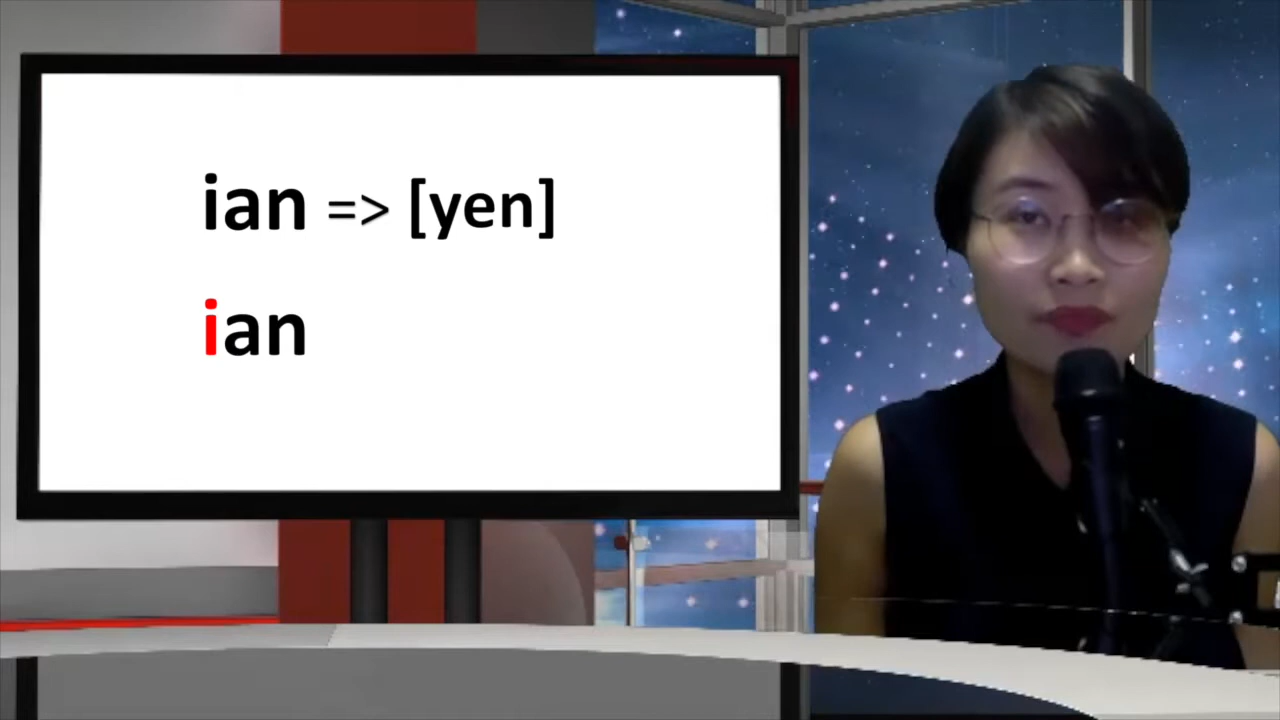 ian => [yen]
ian